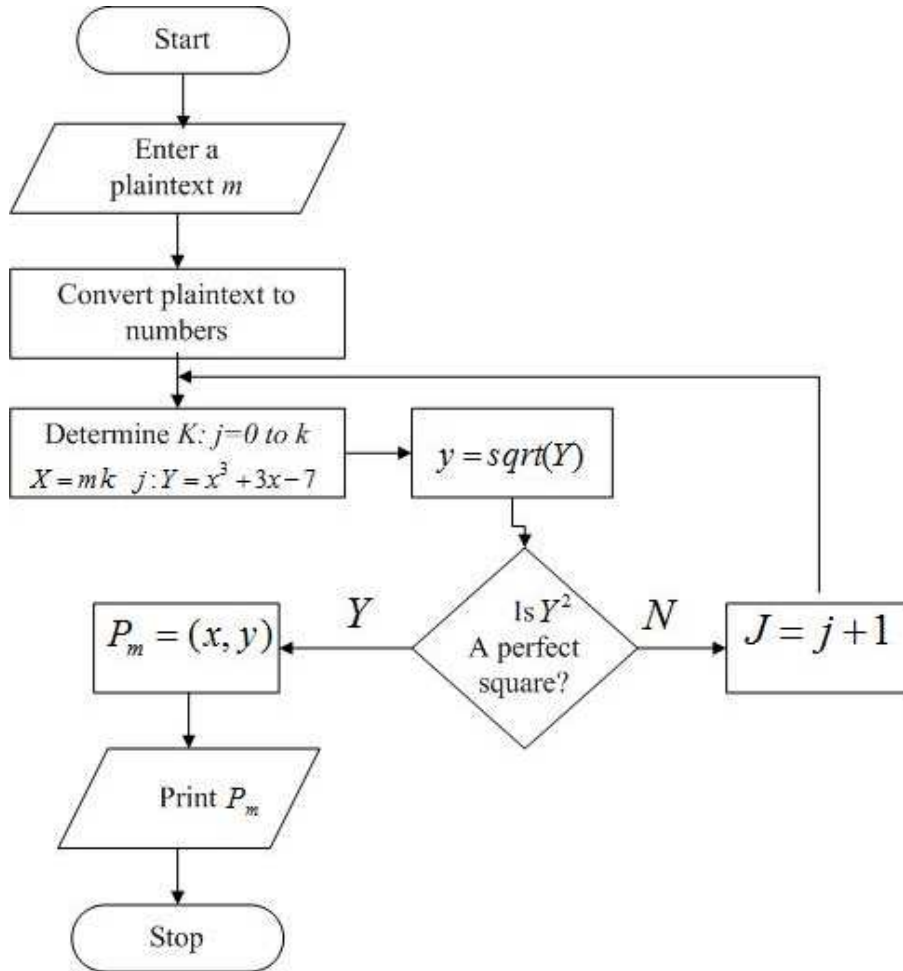 Start
Enter a
plaintext m
Convert plaintext to
numbers
Determine K: j=0 to k
X = mk j : Y = x³ + 3x − 7
y = sqrt(Y)
Is Y²
A perfect
square?
Y
N
P_m = (x, y)
J = j + 1
Print P_m
Stop